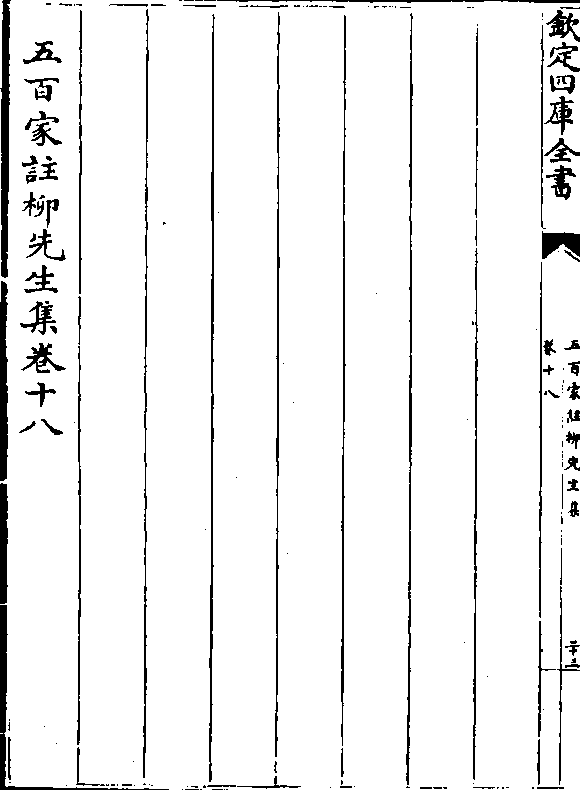 欽定四庫全書
五百家註柳先生集
卷十八
二十三
五百家註柳先生集卷十八